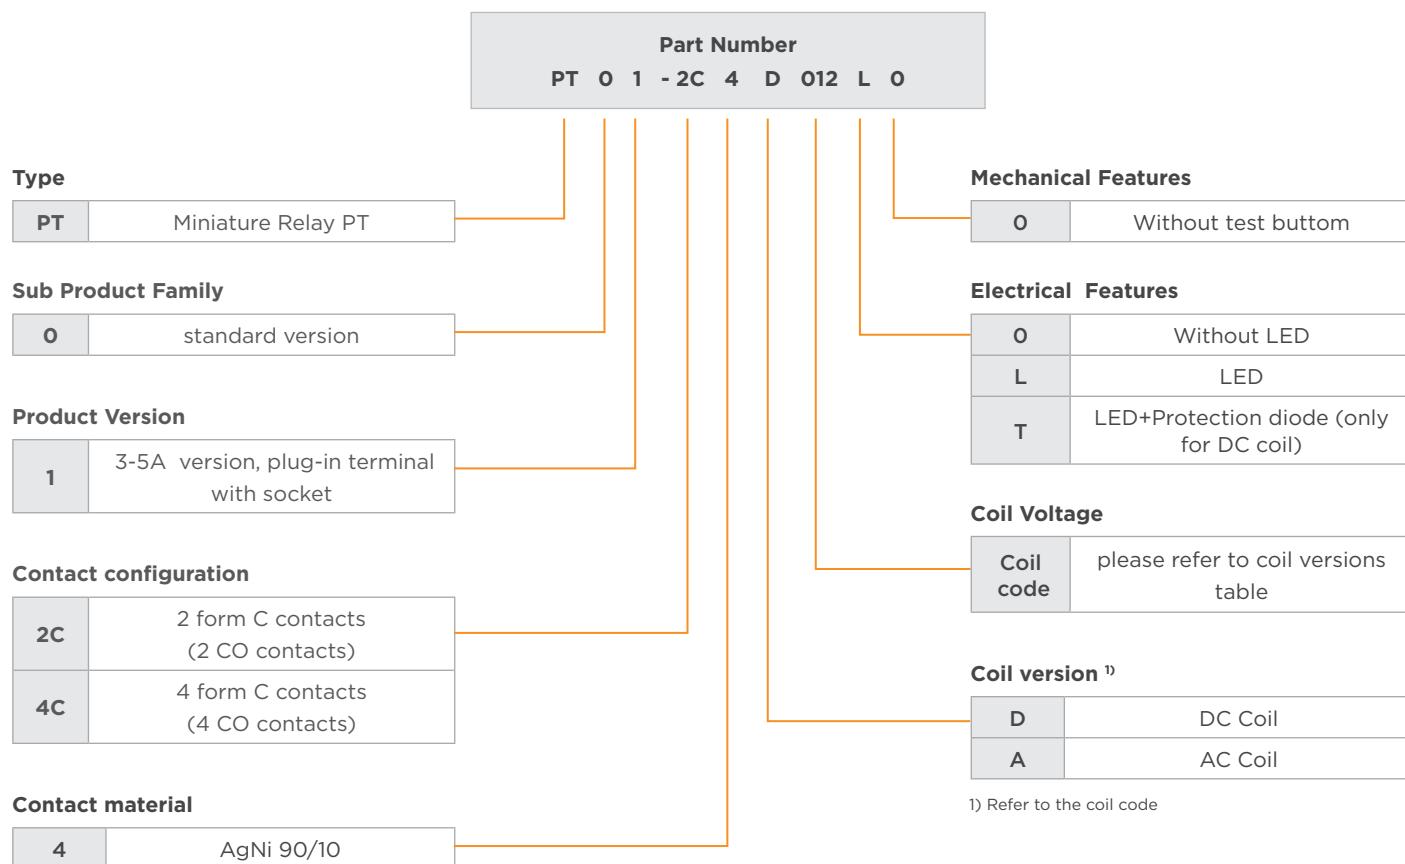 Part Number
PT 0 1 - 2C 4 D 012 L 0
Type
PT Miniature Relay PT
Sub Product Family
0 standard version
Product Version
1 3-5A version, plug-in terminal
with socket
Contact configuration
2C 2 form C contacts
(2 CO contacts)
4C 4 form C contacts
(4 CO contacts)
Contact material
4 AgNi 90/10
Mechanical Features
0 Without test buttom
Electrical Features
0 Without LED
L LED
T LED+Protection diode (only
for DC coil)
Coil Voltage
Coil
code
please refer to coil versions
table
Coil version 1)
D DC Coil
A AC Coil
1) Refer to the coil code